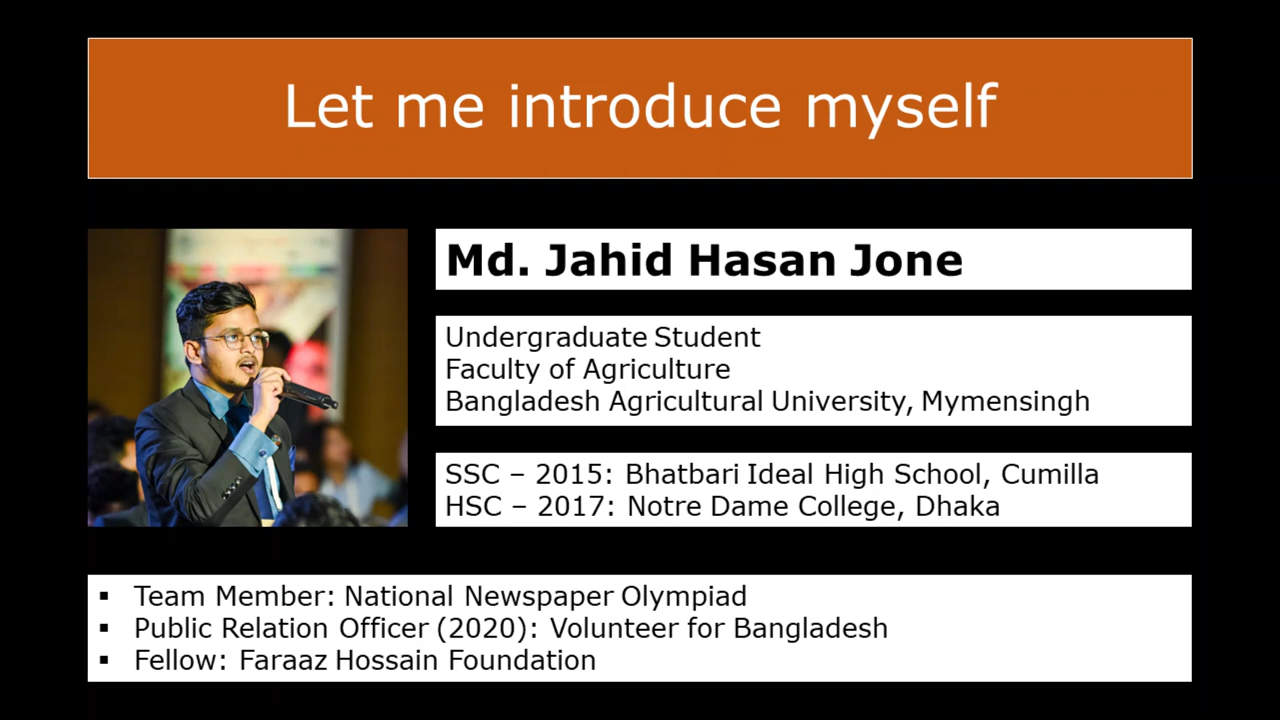 Let me introduce myself
Md. Jahid Hasan Jone
Undergraduate Student
Faculty of Agriculture
Bangladesh Agricultural University, Mymensingh
SSC – 2015: Bhatbari Ideal High School, Cumilla
HSC – 2017: Notre Dame College, Dhaka
▪ Team Member: National Newspaper Olympiad
▪ Public Relation Officer (2020): Volunteer for Bangladesh
▪ Fellow: Faraaz Hossain Foundation